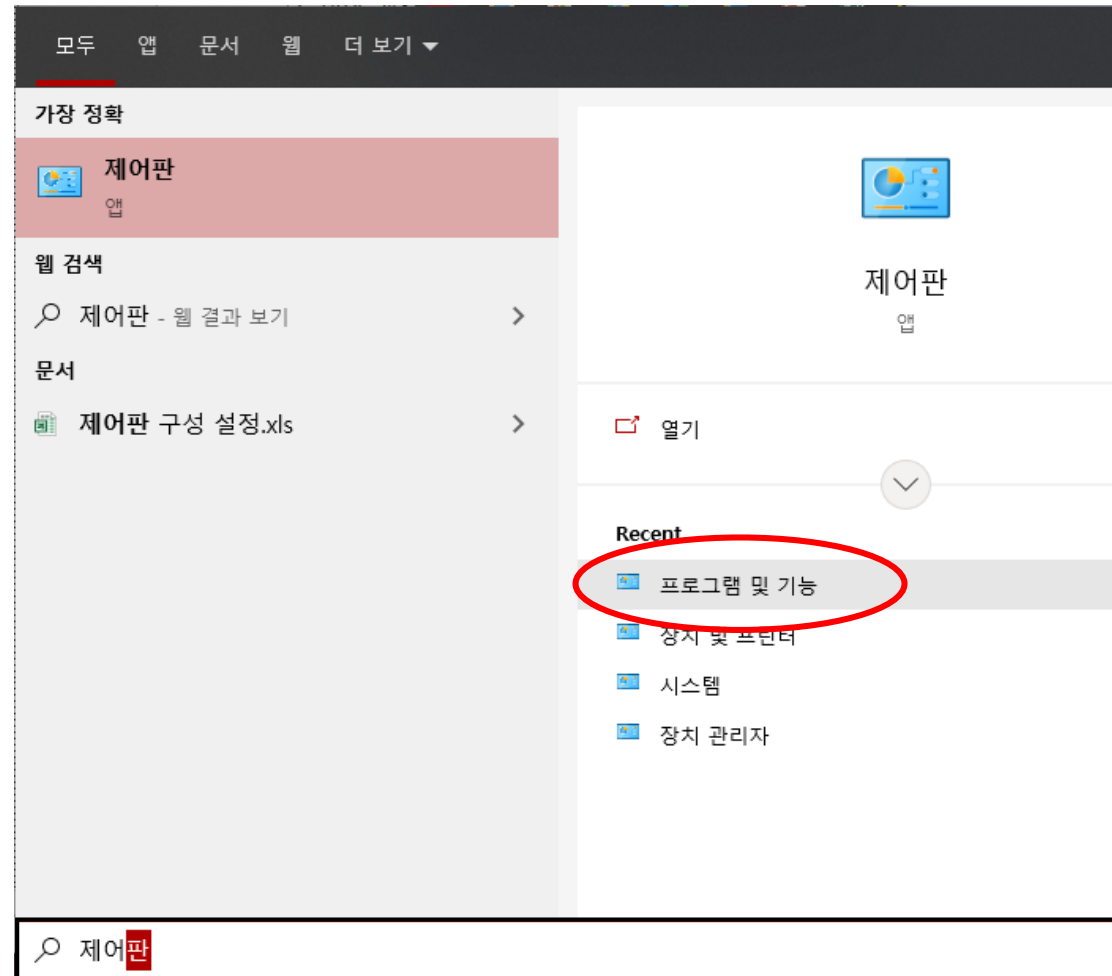 모두 앱 문서 웹 더 보기
가장 정확
제어판
앱
웹 검색
제어판 - 웹 결과 보기
문서
제어판 구성 설정.xls
제어판
앱
열기
Recent
프로그램 및 기능
장치 및 프린터
시스템
장치 관리자
제어판